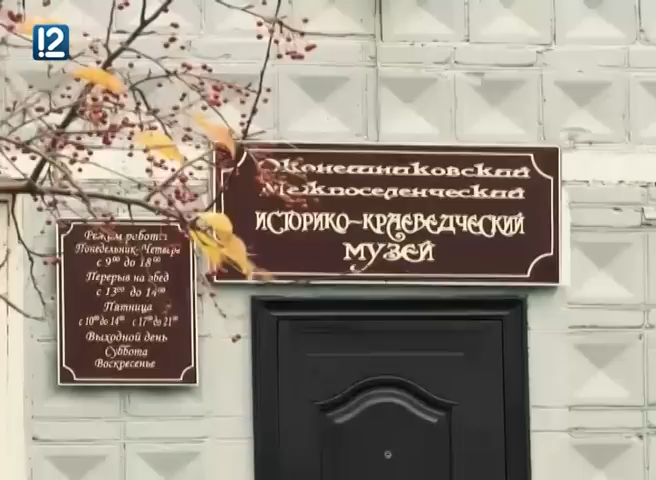 12
Оконешниковский
Межпоселенческий
ИСТОРИКО-КРАЕВЕДЧЕСКИЙ
МУЗЕЙ
Режим работы
Понедельник-Четверг
с 9⁰⁰ до 18⁰⁰
Перерыв на обед
с 13⁰⁰ до 14⁰⁰
Пятница
с 10⁰⁰ до 14⁰⁰ с 17⁰⁰ до 21⁰⁰
Выходной день
Суббота
Воскресенье